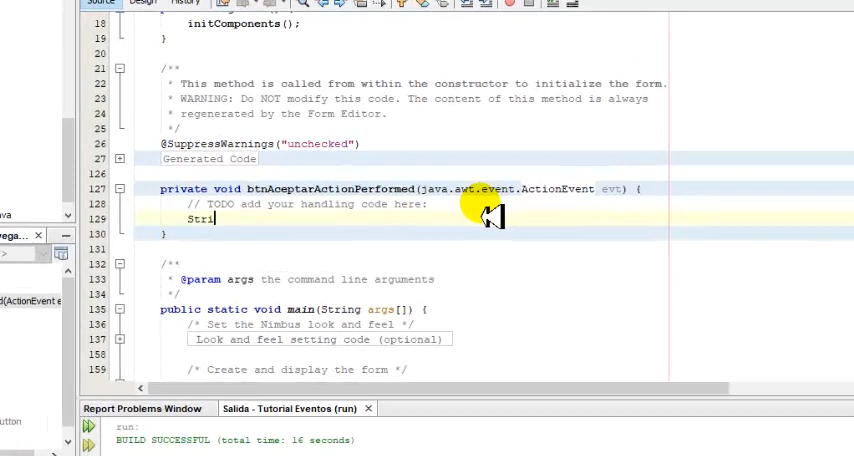 Source Design History
18 initComponents();
19 }
20
21 /**
22 * This method is called from within the constructor to initialize the form.
23 * WARNING: Do NOT modify this code. The content of this method is always
24 * regenerated by the Form Editor.
25 */
26 @SuppressWarnings("unchecked")
27 Generated Code
126
127 private void btnAceptarActionPerformed(java.awt.event.ActionEvent evt) {
128 // TODO add your handling code here:
129 Stri
130 }
131
132 /**
133 * @param args the command line arguments
134 */
135 public static void main(String args[]) {
136 /* Set the Nimbus look and feel */
137 Look and feel setting code (optional)
158
159 /* Create and display the form */
ava
vega...
d(ActionEvent e
utton
Report Problems Window Salida - Tutorial Eventos (run)
run:
BUILD SUCCESSFUL (total time: 16 seconds)